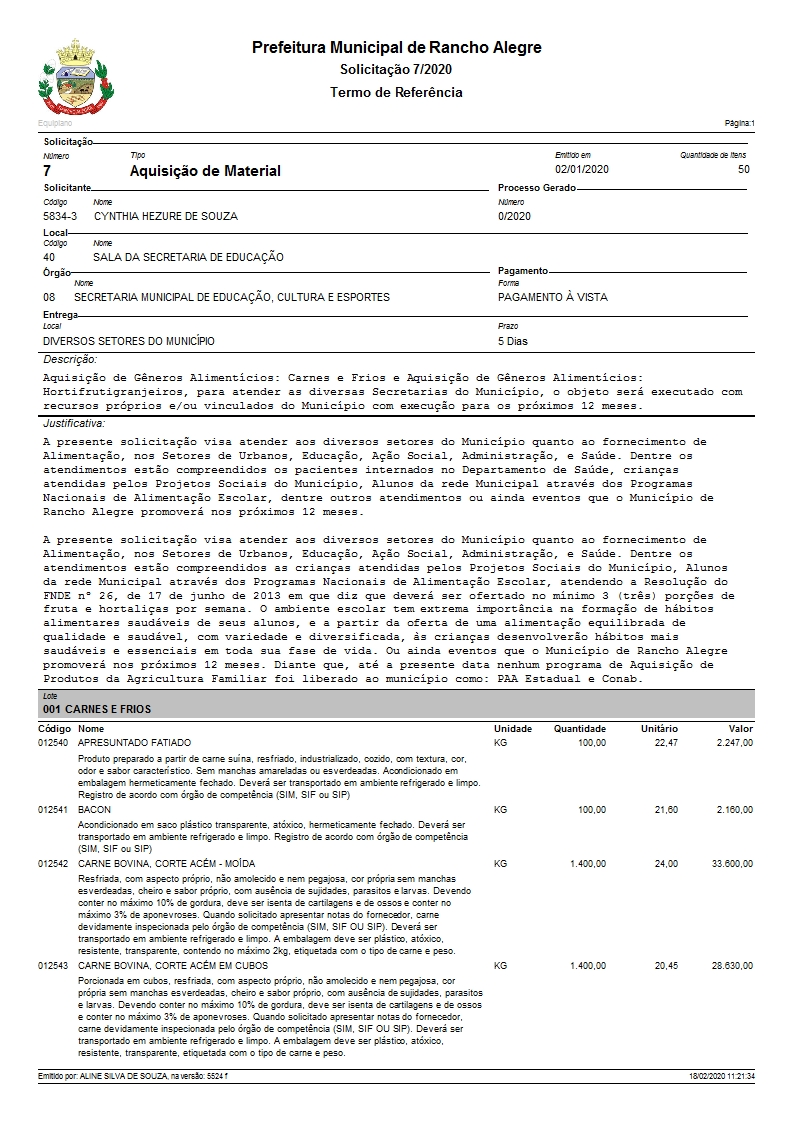 Prefeitura Municipal de Rancho Alegre
Solicitação 7/2020
Termo de Referência
Equiplano
Página:1
Solicitação
Número Tipo Emitido em Quantidade de Itens
7 Aquisição de Material 02/01/2020 50
Solicitante Processo Gerado
Código Nome Número
5834-3 CYNTHIA HEZURE DE SOUZA 0/2020
Local
Código Nome
40 SALA DA SECRETARIA DE EDUCAÇÃO
Órgão Pagamento
Nome Forma
08 SECRETARIA MUNICIPAL DE EDUCAÇÃO, CULTURA E ESPORTES PAGAMENTO À VISTA
Entrega
Local Prazo
DIVERSOS SETORES DO MUNICÍPIO 5 Dias
Descrição:
Aquisição de Gêneros Alimentícios: Carnes e Frios e Aquisição de Gêneros Alimentícios:
Hortifrutigranjeiros, para atender as diversas Secretarias do Município, o objeto será executado com
recursos próprios e/ou vinculados do Município com execução para os próximos 12 meses.
Justificativa:
A presente solicitação visa atender aos diversos setores do Município quanto ao fornecimento de
Alimentação, nos Setores de Urbanos, Educação, Ação Social, Administração, e Saúde. Dentre os
atendimentos estão compreendidos os pacientes internados no Departamento de Saúde, crianças
atendidas pelos Projetos Sociais do Município, Alunos da rede Municipal através dos Programas
Nacionais de Alimentação Escolar, dentre outros atendimentos ou ainda eventos que o Município de
Rancho Alegre promoverá nos próximos 12 meses.
A presente solicitação visa atender aos diversos setores do Município quanto ao fornecimento de
Alimentação, nos Setores de Urbanos, Educação, Ação Social, Administração, e Saúde. Dentre os
atendimentos estão compreendidos as crianças atendidas pelos Projetos Sociais do Município, Alunos
da rede Municipal através dos Programas Nacionais de Alimentação Escolar, atendendo a Resolução do
FNDE nº 26, de 17 de junho de 2013 em que diz que deverá ser ofertado no mínimo 3 (três) porções de
fruta e hortaliças por semana. O ambiente escolar tem extrema importância na formação de hábitos
alimentares saudáveis de seus alunos, e a partir da oferta de uma alimentação equilibrada de
qualidade e saudável, com variedade e diversificada, às crianças desenvolverão hábitos mais
saudáveis e essenciais em toda sua fase de vida. Ou ainda eventos que o Município de Rancho Alegre
promoverá nos próximos 12 meses. Diante que, até a presente data nenhum programa de Aquisição de
Produtos da Agricultura Familiar foi liberado ao município como: PAA Estadual e Conab.
Lote
001 CARNES E FRIOS
Código Nome Unidade Quantidade Unitário Valor
012540 APRESUNTADO FATIADO KG 100,00 22,47 2.247,00
Produto preparado a partir de carne suína, resfriado, industrializado, cozido, com textura, cor,
odor e sabor característico. Sem manchas amareladas ou esverdeadas. Acondicionado em
embalagem hermeticamente fechado. Deverá ser transportado em ambiente refrigerado e limpo.
Registro de acordo com órgão de competência (SIM, SIF ou SIP)
012541 BACON KG 100,00 21,60 2.160,00
Acondicionado em saco plástico transparente, atóxico, hermeticamente fechado. Deverá ser
transportado em ambiente refrigerado e limpo. Registro de acordo com órgão de competência
(SIM, SIF ou SIP)
012542 CARNE BOVINA, CORTE ACÉM - MOÍDA KG 1.400,00 24,00 33.600,00
Resfriada, com aspecto próprio, não amolecido e nem pegajosa, cor própria sem manchas
esverdeadas, cheiro e sabor próprio, com ausência de sujidades, parasitos e larvas. Devendo
conter no máximo 10% de gordura, deve ser isenta de cartilagens e de ossos e conter no
máximo 3% de aponevroses. Quando solicitado apresentar notas do fornecedor, carne
devidamente inspecionada pelo órgão de competência (SIM, SIF OU SIP). Deverá ser
transportado em ambiente refrigerado e limpo. A embalagem deve ser plástico, atóxico,
resistente, transparente, contendo no máximo 2kg, etiquetada com o tipo de carne e peso.
012543 CARNE BOVINA, CORTE ACÉM EM CUBOS KG 1.400,00 20,45 28.630,00
Porcionada em cubos, resfriada, com aspecto próprio, não amolecido e nem pegajosa, cor
própria sem manchas esverdeadas, cheiro e sabor próprio, com ausência de sujidades, parasitos
e larvas. Devendo conter no máximo 10% de gordura, deve ser isenta de cartilagens e de ossos
e conter no máximo 3% de aponevroses. Quando solicitado apresentar notas do fornecedor,
carne devidamente inspecionada pelo órgão de competência (SIM, SIF OU SIP). Deverá ser
transportado em ambiente refrigerado e limpo. A embalagem deve ser plástico, atóxico,
resistente, transparente, etiquetada com o tipo de carne e peso.
Emitido por: ALINE SILVA DE SOUZA, na versão: 5524 f 18/02/2020 11:21:34